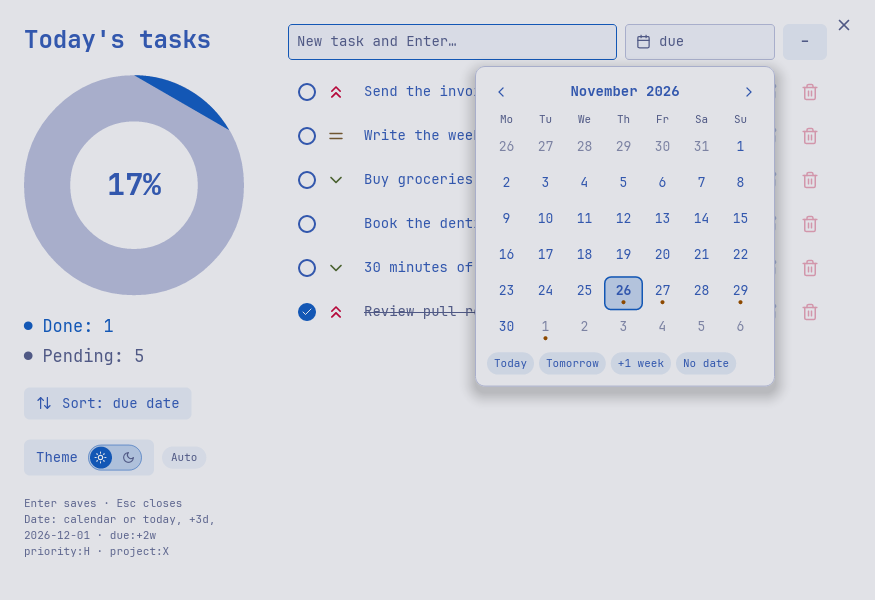 Today's tasks
17%
Done: 1
Pending: 5
Sort: due date
Theme
Auto
Enter saves · Esc closes
Date: calendar or today, +3d,
2026-12-01 · due:+2w
priority:H · project:X
New task and Enter…
due
–
Send the invo
Write the wee
Buy groceries
Book the dent
30 minutes of
Review pull r
November 2026
Mo Tu We Th Fr Sa Su
26 27 28 29 30 31 1
2 3 4 5 6 7 8
9 10 11 12 13 14 15
16 17 18 19 20 21 22
23 24 25 26 27 28 29
30 1 2 3 4 5 6
Today Tomorrow +1 week No date